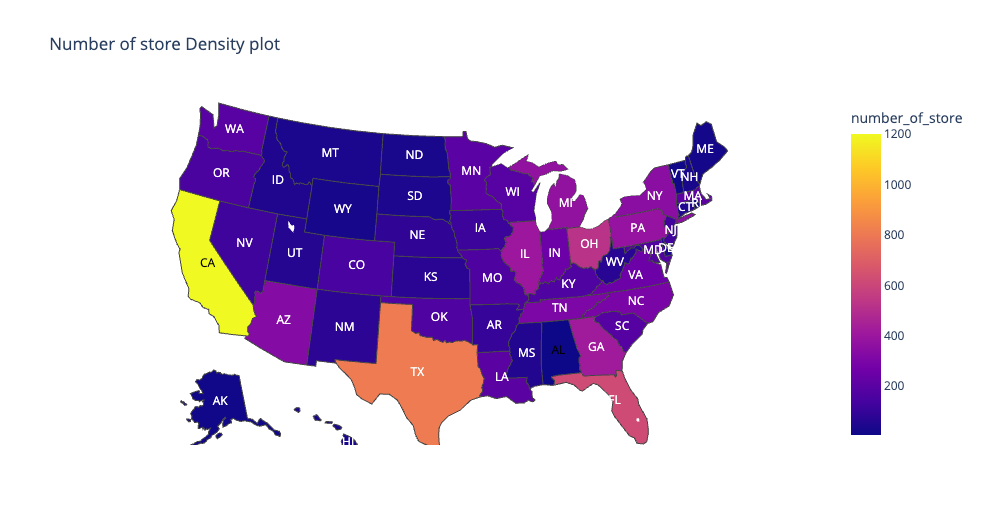 Number of store Density plot
number_of_store
1200
1000
800
600
400
200
WA
MT
ND
MN
ME
VT
NH
OR
ID
SD
WI
MI
NY
MA
RI
CT
WY
IA
PA
NJ
NE
NV
UT
CO
IL
IN
OH
MD
DE
CA
KS
MO
KY
WV
VA
AZ
NM
OK
AR
TN
NC
SC
TX
LA
MS
AL
GA
FL
AK
HI